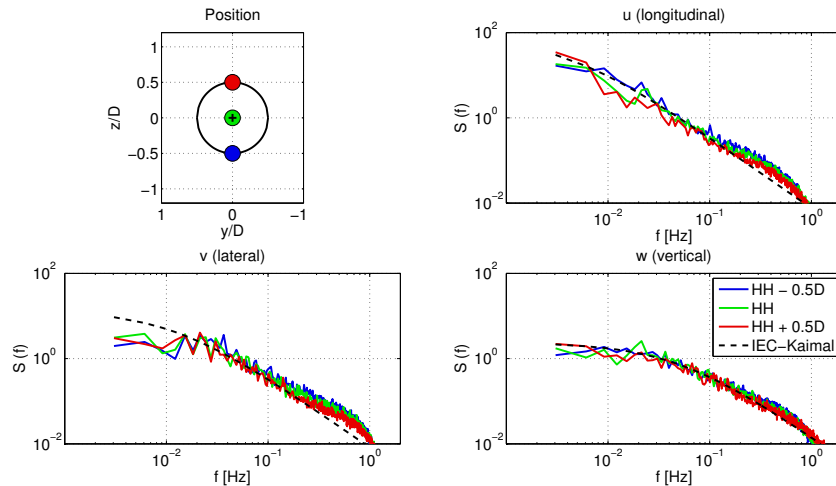 Position
z/D
1
0.5
0
−0.5
−1
1
0
−1
y/D
u (longitudinal)
S (f)
10^2
10^0
10^−2
10^−2
10^−1
10^0
f [Hz]
v (lateral)
S (f)
10^2
10^0
10^−2
10^−2
10^−1
10^0
f [Hz]
w (vertical)
S (f)
10^2
10^0
10^−2
10^−2
10^−1
10^0
f [Hz]
HH − 0.5D
HH
HH + 0.5D
IEC−Kaimal